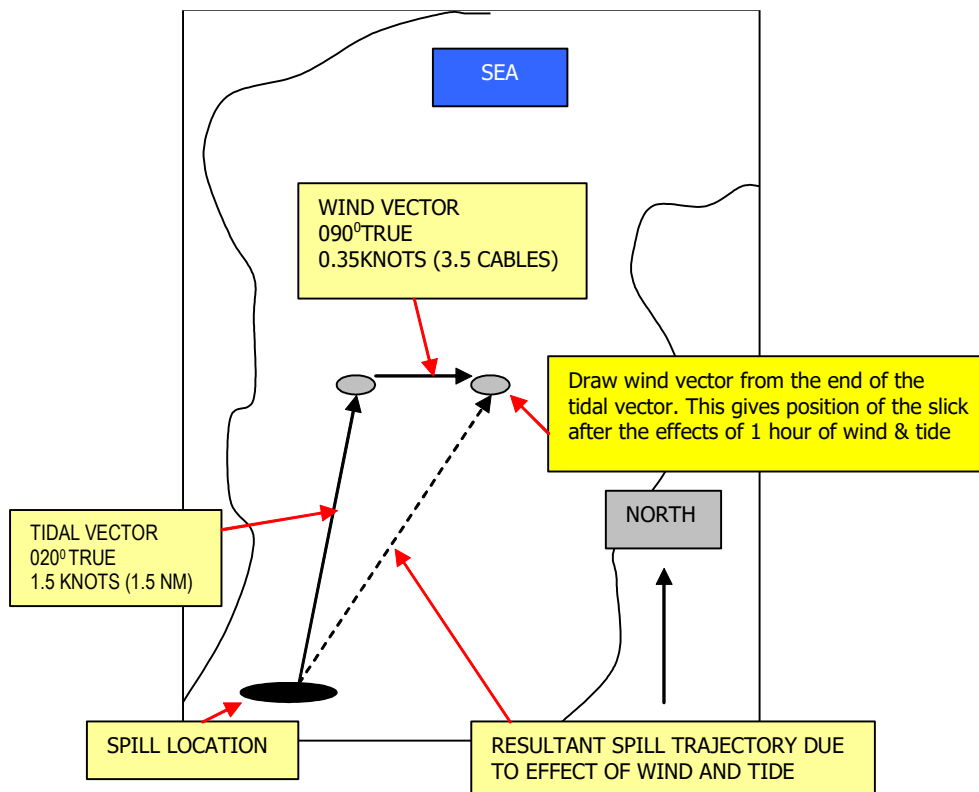 SEA
WIND VECTOR
090⁰TRUE
0.35KNOTS (3.5 CABLES)
Draw wind vector from the end of the
tidal vector. This gives position of the slick
after the effects of 1 hour of wind & tide
NORTH
TIDAL VECTOR
020⁰ TRUE
1.5 KNOTS (1.5 NM)
SPILL LOCATION
RESULTANT SPILL TRAJECTORY DUE
TO EFFECT OF WIND AND TIDE